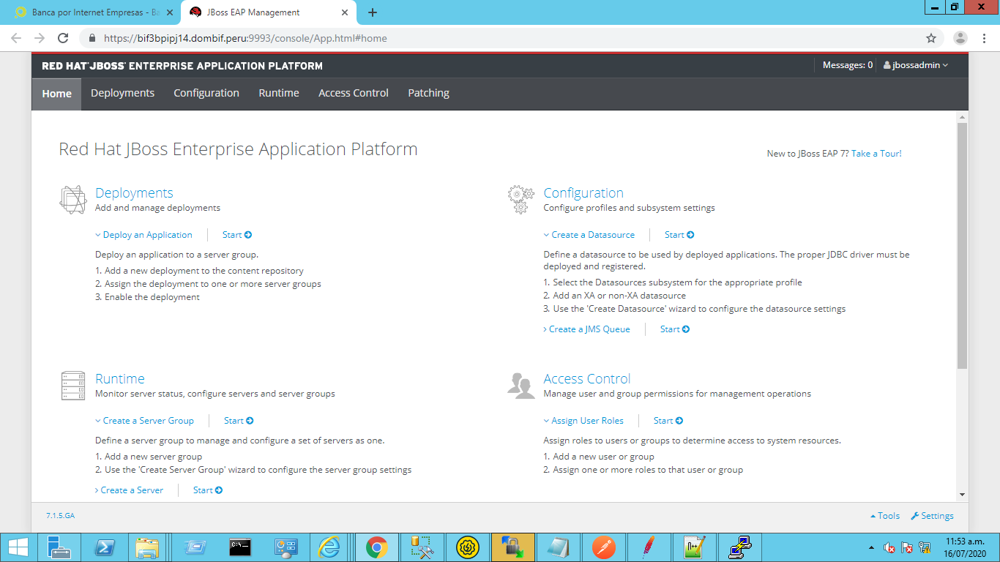 Banca por Internet Empresas - Ba
JBoss EAP Management
https://bif3bpipj14.dombif.peru:9993/console/App.html#home
RED HAT JBOSS ENTERPRISE APPLICATION PLATFORM
Messages: 0
jbossadmin
Home
Deployments
Configuration
Runtime
Access Control
Patching
Red Hat JBoss Enterprise Application Platform
New to JBoss EAP 7? Take a Tour!
Deployments
Add and manage deployments
Deploy an Application
Start
Deploy an application to a server group.
1. Add a new deployment to the content repository
2. Assign the deployment to one or more server groups
3. Enable the deployment
Configuration
Configure profiles and subsystem settings
Create a Datasource
Start
Define a datasource to be used by deployed applications. The proper JDBC driver must be
deployed and registered.
1. Select the Datasources subsystem for the appropriate profile
2. Add an XA or non-XA datasource
3. Use the 'Create Datasource' wizard to configure the datasource settings
Create a JMS Queue
Start
Runtime
Monitor server status, configure servers and server groups
Create a Server Group
Start
Define a server group to manage and configure a set of servers as one.
1. Add a new server group
2. Use the 'Create Server Group' wizard to configure the server group settings
Create a Server
Start
Access Control
Manage user and group permissions for management operations
Assign User Roles
Start
Assign roles to users or groups to determine access to system resources.
1. Add a new user or group
2. Assign one or more roles to that user or group
7.1.5.GA
Tools
Settings
11:53 a.m.
16/07/2020